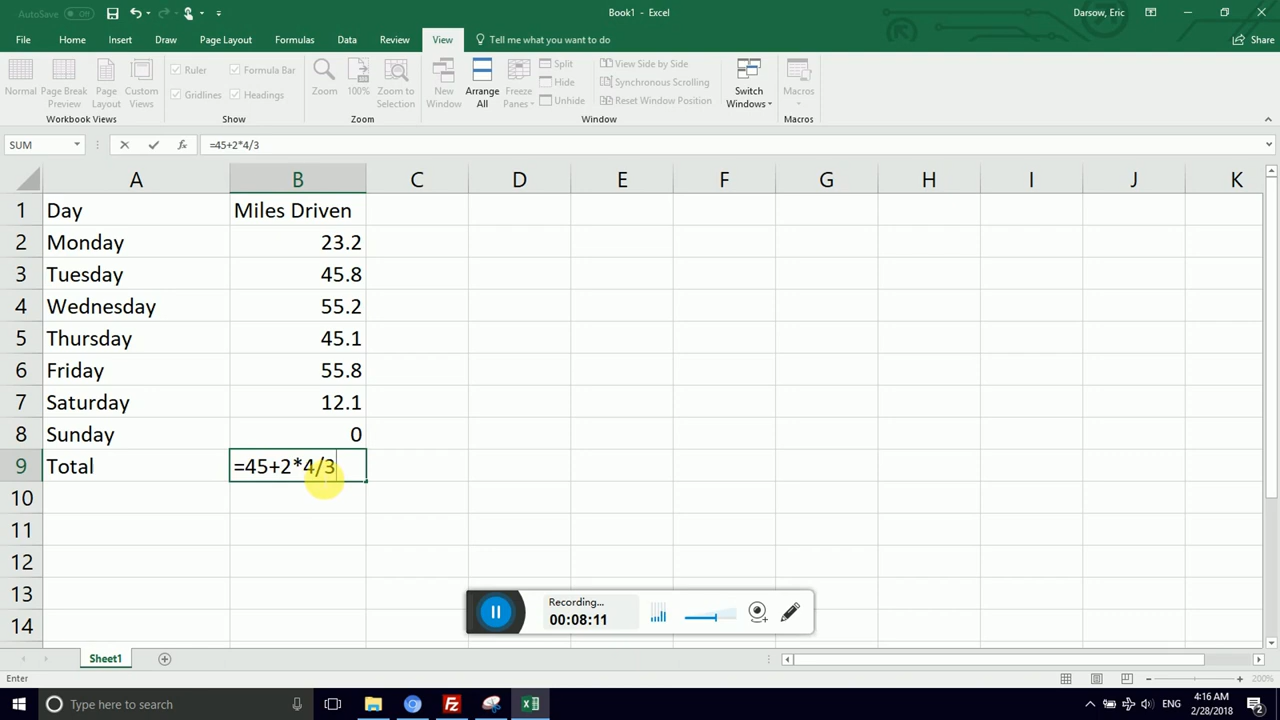 AutoSave Off
Book1 - Excel
Darsow, Eric
File Home Insert Draw Page Layout Formulas Data Review View Tell me what you want to do Share
Normal
Page Break Preview
Page Layout
Custom Views
Ruler
Formula Bar
Gridlines
Headings
Zoom
100%
Zoom to Selection
New Window
Arrange All
Freeze Panes
Split
Hide
Unhide
View Side by Side
Synchronous Scrolling
Reset Window Position
Switch Windows
Macros
Workbook Views Show Zoom Window Macros
SUM fx =45+2*4/3
A B C D E F G H I J K
1 Day Miles Driven
2 Monday 23.2
3 Tuesday 45.8
4 Wednesday 55.2
5 Thursday 45.1
6 Friday 55.8
7 Saturday 12.1
8 Sunday 0
9 Total =45+2*4/3
10
11
12
13
14
Recording...
00:08:11
Sheet1
Enter 200%
Type here to search
ENG
4:16 AM
2/28/2018
2